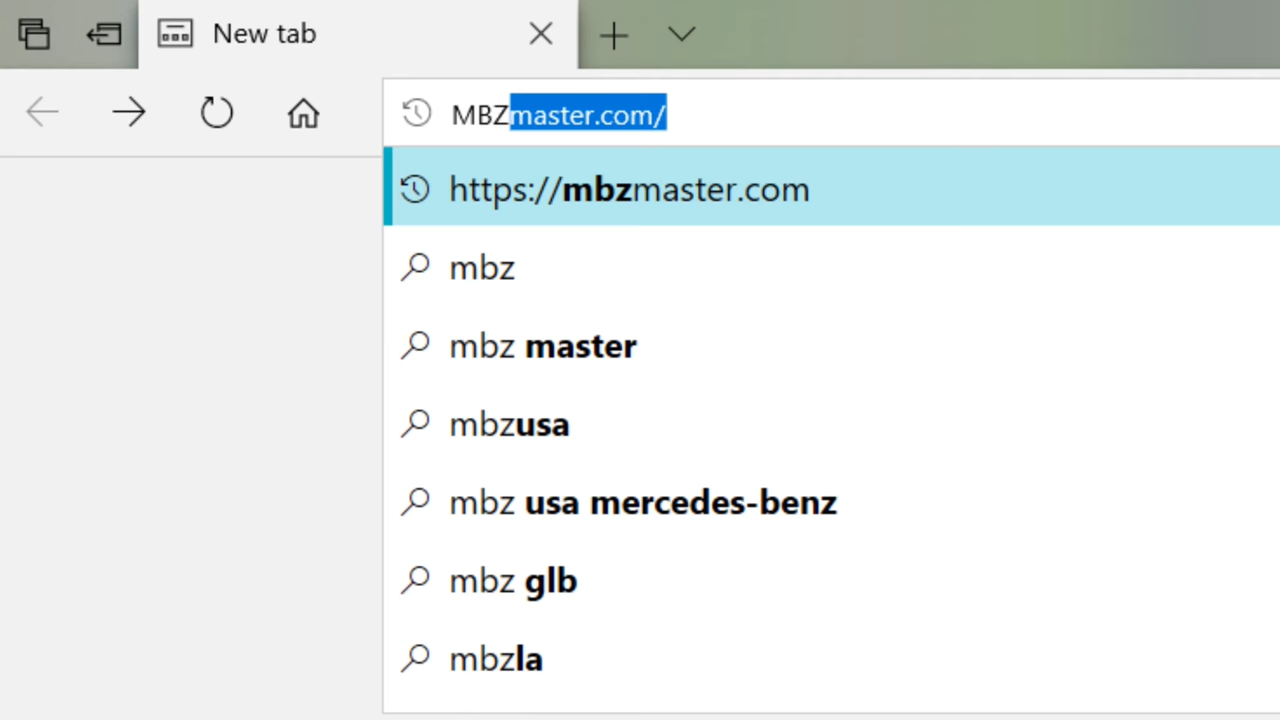 New tab
MBZmaster.com/
https://mbzmaster.com
mbz
mbz master
mbzusa
mbz usa mercedes-benz
mbz glb
mbzla